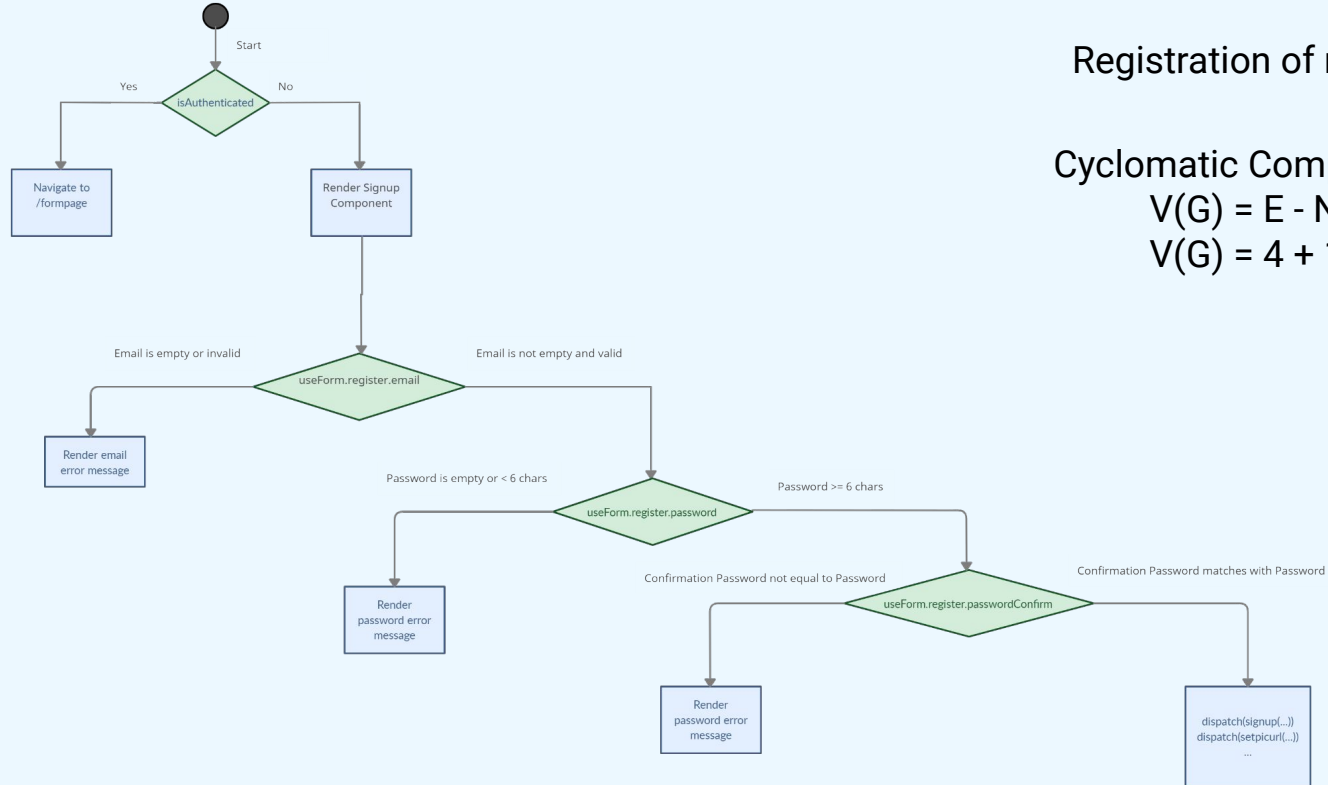 Start
Registration of
Yes
No
isAuthenticated
Cyclomatic Com
Navigate to
/formpage
Render Signup
Component
V(G) = E - N
V(G) = 4 +
Email is empty or invalid
Email is not empty and valid
useForm.register.email
Render email
error message
Password is empty or < 6 chars
Password >= 6 chars
useForm.register.password
Confirmation Password not equal to Password
Confirmation Password matches with Password
Render
password error
message
useForm.register.passwordConfirm
Render
password error
message
dispatch(signup(...))
dispatch(setpicurl(...))
...